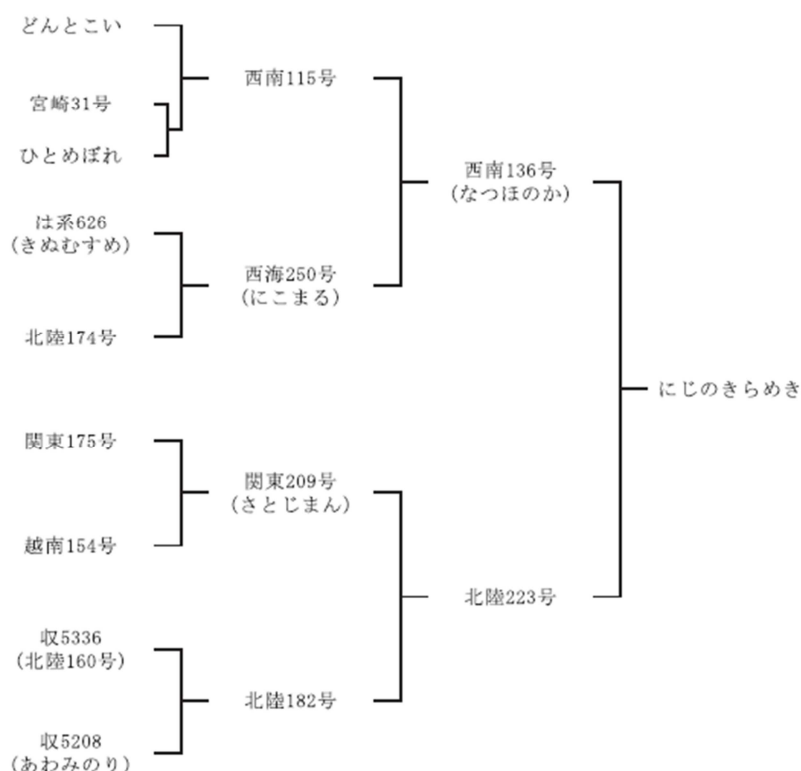 どんとこい
西南115号
宮崎31号
ひとめぼれ
西南136号
(なつほのか)
は系626
(きぬむすめ)
西海250号
(にこまる)
北陸174号
にじのきらめき
関東175号
関東209号
(さとじまん)
越南154号
北陸223号
収5336
(北陸160号)
北陸182号
収5208
(あわみのり)